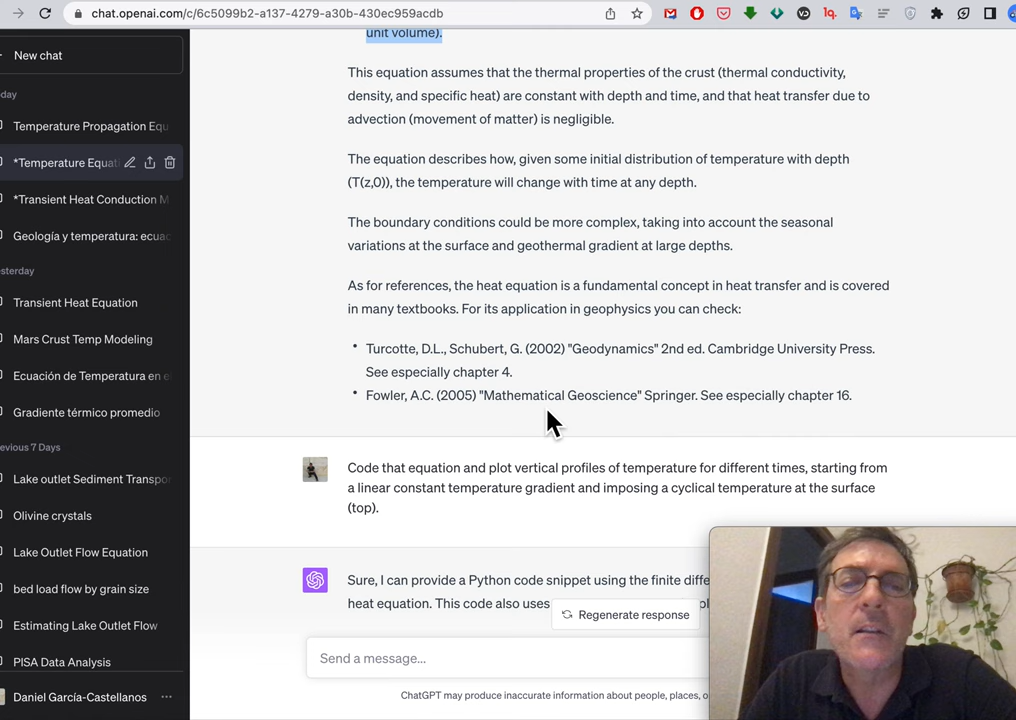 chat.openai.com/c/6c5099b2-a137-4279-a30b-430ec959acdb
New chat
day
Temperature Propagation Equ
*Temperature Equati
*Transient Heat Conduction M
Geología y temperatura: ecuac
esterday
Transient Heat Equation
Mars Crust Temp Modeling
Ecuación de Temperatura en e
Gradiente térmico promedio
evious 7 Days
Lake outlet Sediment Transpo
Olivine crystals
Lake Outlet Flow Equation
bed load flow by grain size
Estimating Lake Outlet Flow
PISA Data Analysis
Daniel García-Castellanos
unit volume).
This equation assumes that the thermal properties of the crust (thermal conductivity,
density, and specific heat) are constant with depth and time, and that heat transfer due to
advection (movement of matter) is negligible.
The equation describes how, given some initial distribution of temperature with depth
(T(z,0)), the temperature will change with time at any depth.
The boundary conditions could be more complex, taking into account the seasonal
variations at the surface and geothermal gradient at large depths.
As for references, the heat equation is a fundamental concept in heat transfer and is covered
in many textbooks. For its application in geophysics you can check:
• Turcotte, D.L., Schubert, G. (2002) "Geodynamics" 2nd ed. Cambridge University Press.
See especially chapter 4.
• Fowler, A.C. (2005) "Mathematical Geoscience" Springer. See especially chapter 16.
Code that equation and plot vertical profiles of temperature for different times, starting from
a linear constant temperature gradient and imposing a cyclical temperature at the surface
(top).
Sure, I can provide a Python code snippet using the finite diffe
heat equation. This code also uses
Regenerate response
Send a message...
ChatGPT may produce inaccurate information about people, places, o